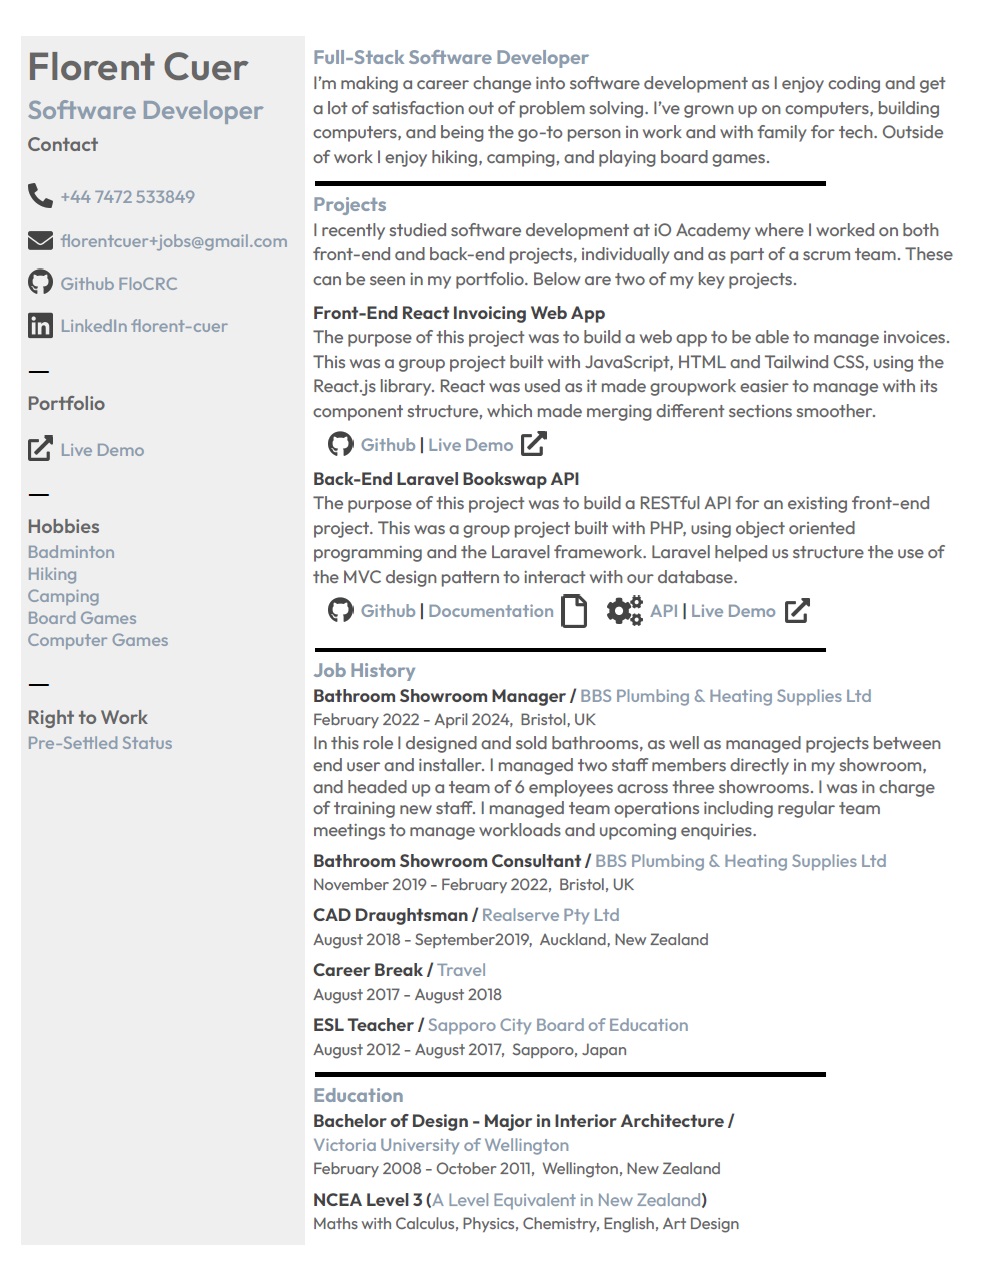 Florent Cuer
Software Developer
Contact
+44 7472 533849
florentcuer+jobs@gmail.com
Github FloCRC
LinkedIn florent-cuer
—
Portfolio
Live Demo
—
Hobbies
Badminton
Hiking
Camping
Board Games
Computer Games
—
Right to Work
Pre-Settled Status
Full-Stack Software Developer
I’m making a career change into software development as I enjoy coding and get
a lot of satisfaction out of problem solving. I’ve grown up on computers, building
computers, and being the go-to person in work and with family for tech. Outside
of work I enjoy hiking, camping, and playing board games.
Projects
I recently studied software development at iO Academy where I worked on both
front-end and back-end projects, individually and as part of a scrum team. These
can be seen in my portfolio. Below are two of my key projects.
Front-End React Invoicing Web App
The purpose of this project was to build a web app to be able to manage invoices.
This was a group project built with JavaScript, HTML and Tailwind CSS, using the
React.js library. React was used as it made groupwork easier to manage with its
component structure, which made merging different sections smoother.
Github | Live Demo
Back-End Laravel Bookswap API
The purpose of this project was to build a RESTful API for an existing front-end
project. This was a group project built with PHP, using object oriented
programming and the Laravel framework. Laravel helped us structure the use of
the MVC design pattern to interact with our database.
Github | Documentation API | Live Demo
Job History
Bathroom Showroom Manager / BBS Plumbing & Heating Supplies Ltd
February 2022 - April 2024, Bristol, UK
In this role I designed and sold bathrooms, as well as managed projects between
end user and installer. I managed two staff members directly in my showroom,
and headed up a team of 6 employees across three showrooms. I was in charge
of training new staff. I managed team operations including regular team
meetings to manage workloads and upcoming enquiries.
Bathroom Showroom Consultant / BBS Plumbing & Heating Supplies Ltd
November 2019 - February 2022, Bristol, UK
CAD Draughtsman / Realserve Pty Ltd
August 2018 - September2019, Auckland, New Zealand
Career Break / Travel
August 2017 - August 2018
ESL Teacher / Sapporo City Board of Education
August 2012 - August 2017, Sapporo, Japan
Education
Bachelor of Design - Major in Interior Architecture /
Victoria University of Wellington
February 2008 - October 2011, Wellington, New Zealand
NCEA Level 3 (A Level Equivalent in New Zealand)
Maths with Calculus, Physics, Chemistry, English, Art Design